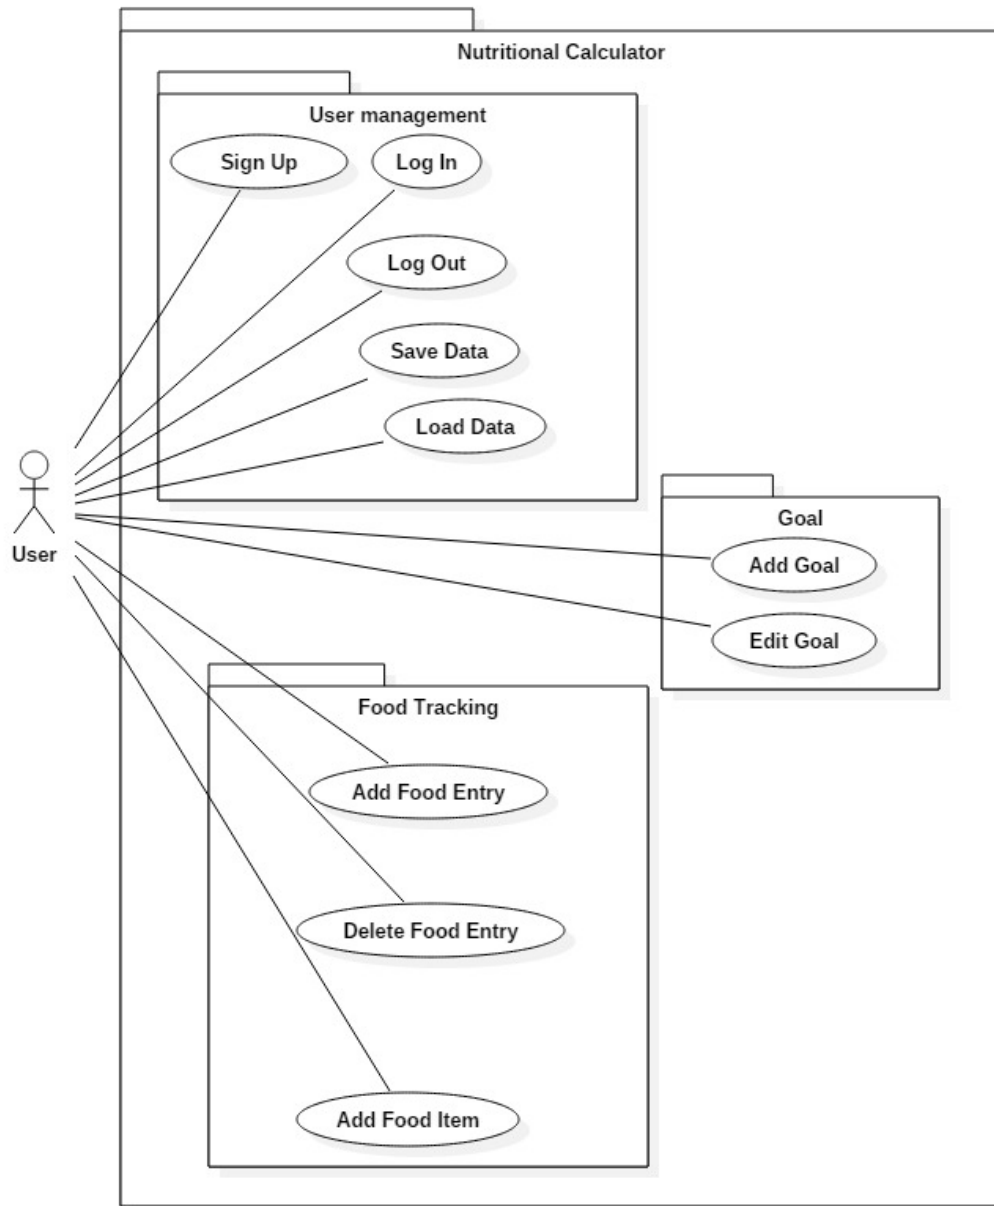 Nutritional Calculator
User management
Sign Up
Log In
Log Out
Save Data
Load Data
User
Goal
Add Goal
Edit Goal
Food Tracking
Add Food Entry
Delete Food Entry
Add Food Item